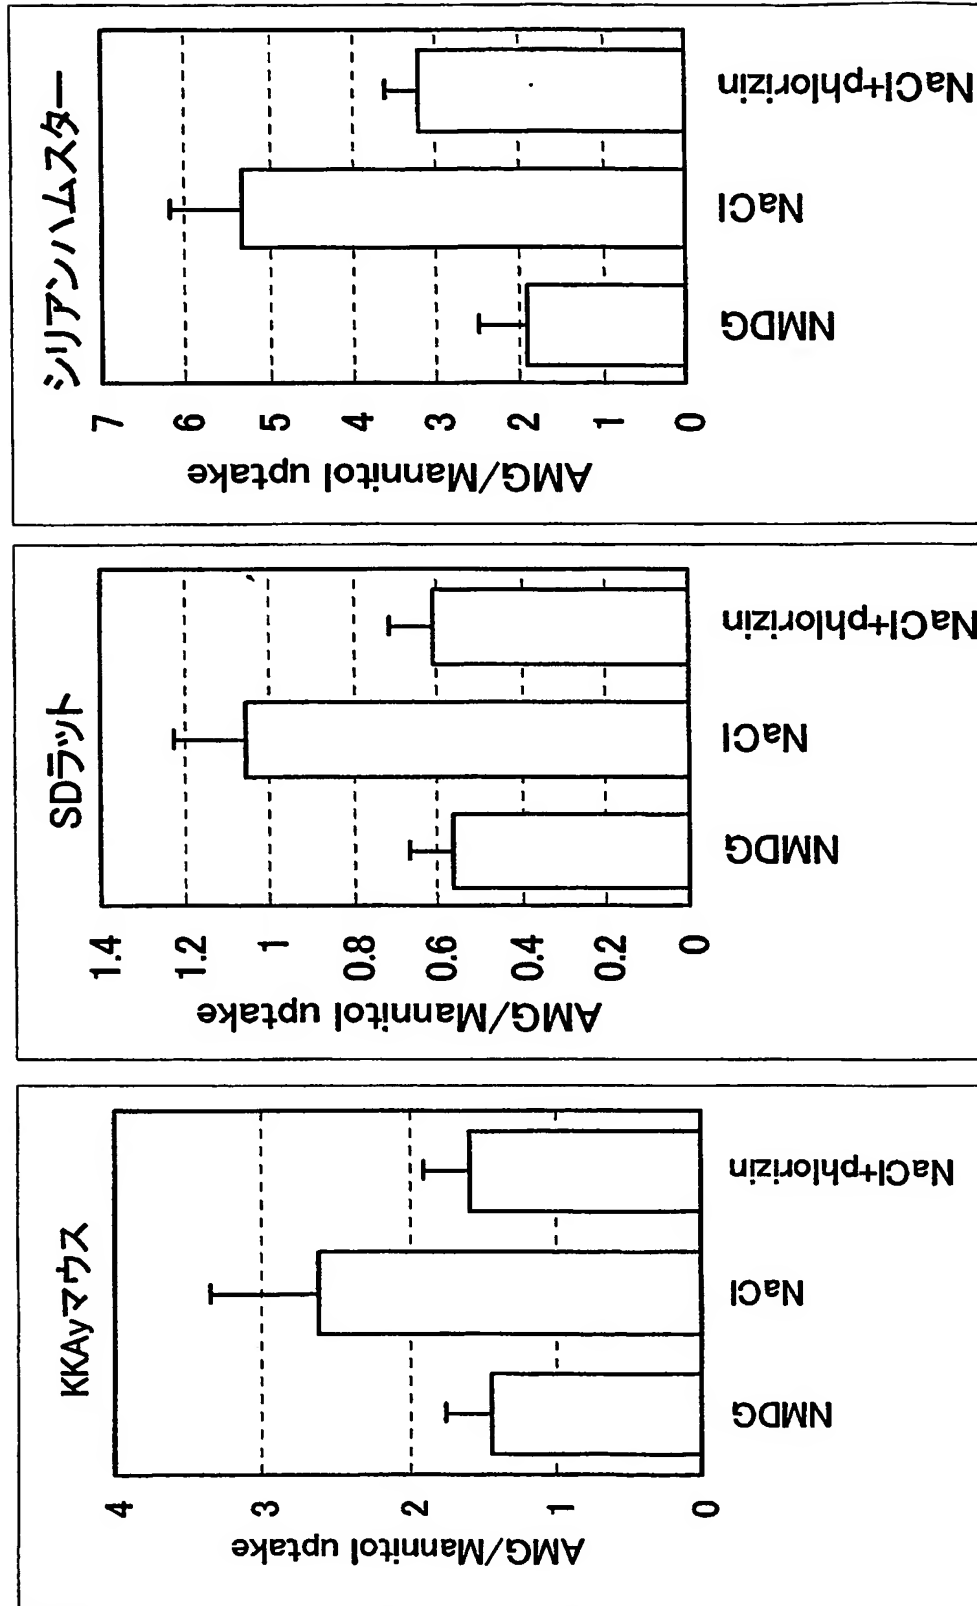 KKAyマウス
AMG/Mannitol uptake
4
3
2
1
0
NMDG
NaCl
NaCl+phlorizin
SDラット
AMG/Mannitol uptake
1.4
1.2
1
0.8
0.6
0.4
0.2
0
NMDG
NaCl
NaCl+phlorizin
シリアンハムスター
AMG/Mannitol uptake
7
6
5
4
3
2
1
0
NMDG
NaCl
NaCl+phlorizin